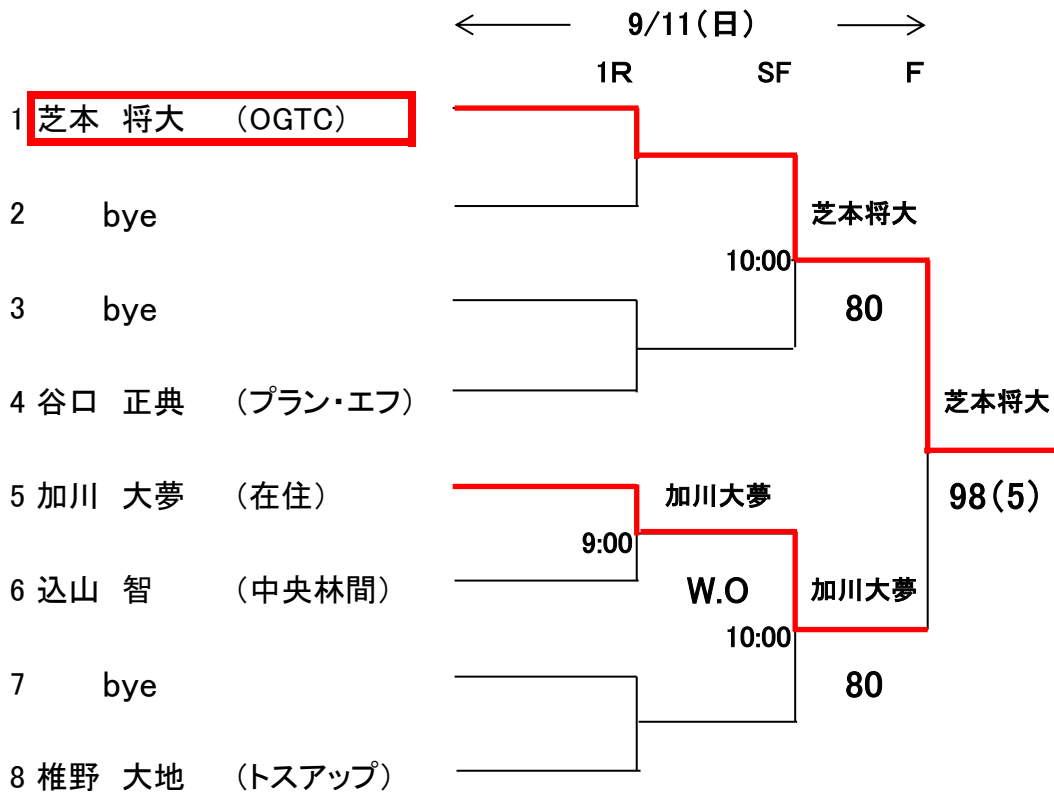 9/11(日)
1R SF F
1 芝本 将大 (OGTC)
2 bye
芝本将大
10:00
3 bye
80
4 谷口 正典 (プラン・エフ)
芝本将大
5 加川 大夢 (在住)
加川大夢
98(5)
9:00
6 込山 智 (中央林間)
W.O
加川大夢
10:00
7 bye
80
8 椎野 大地 (トスアップ)